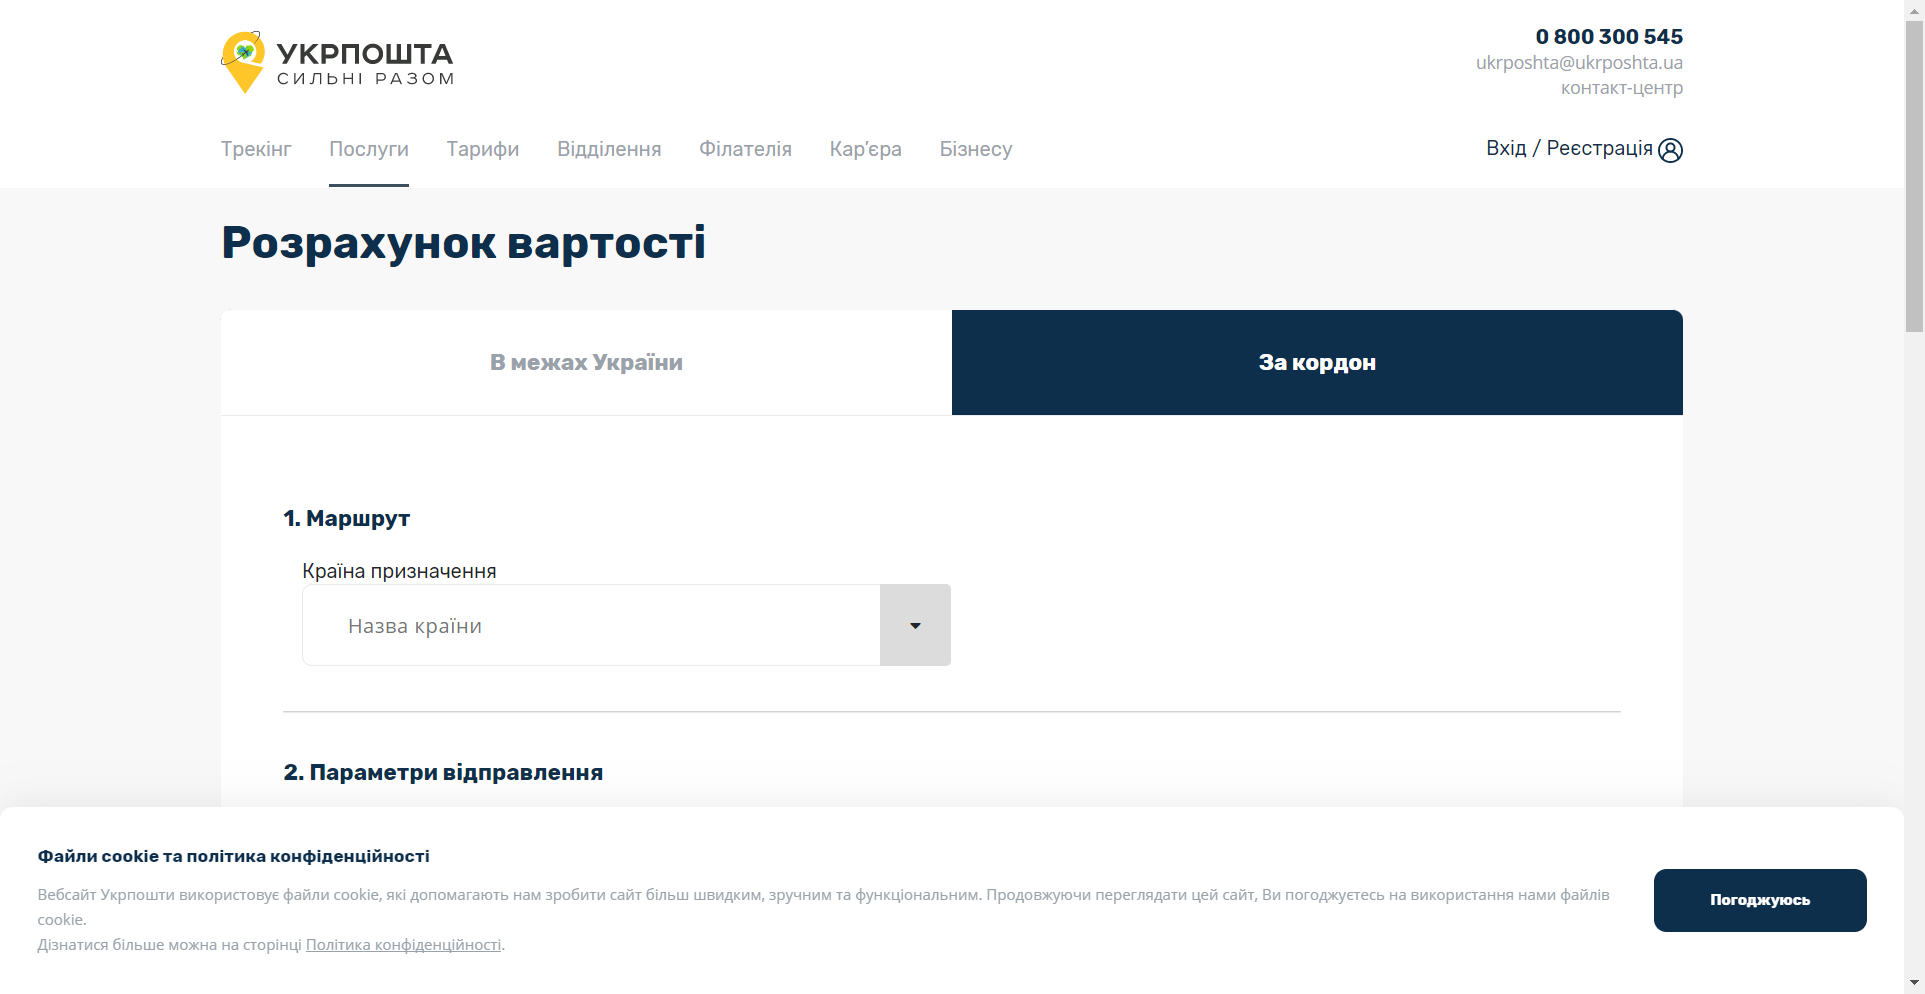 УКРПОШТА
СИЛЬНІ РАЗОМ
0 800 300 545
ukrposhta@ukrposhta.ua
контакт-центр
Трекінг Послуги Тарифи Відділення Філателія Кар’єра Бізнесу
Вхід / Реєстрація
Розрахунок вартості
В межах України
За кордон
1. Маршрут
Країна призначення
Назва країни
2. Параметри відправлення
Файли cookie та політика конфіденційності
Вебсайт Укрпошти використовує файли cookie, які допомагають нам зробити сайт більш швидким, зручним та функціональним. Продовжуючи переглядати цей сайт, Ви погоджуєтесь на використання нами файлів
cookie.
Дізнатися більше можна на сторінці Політика конфіденційності.
Погоджуюсь